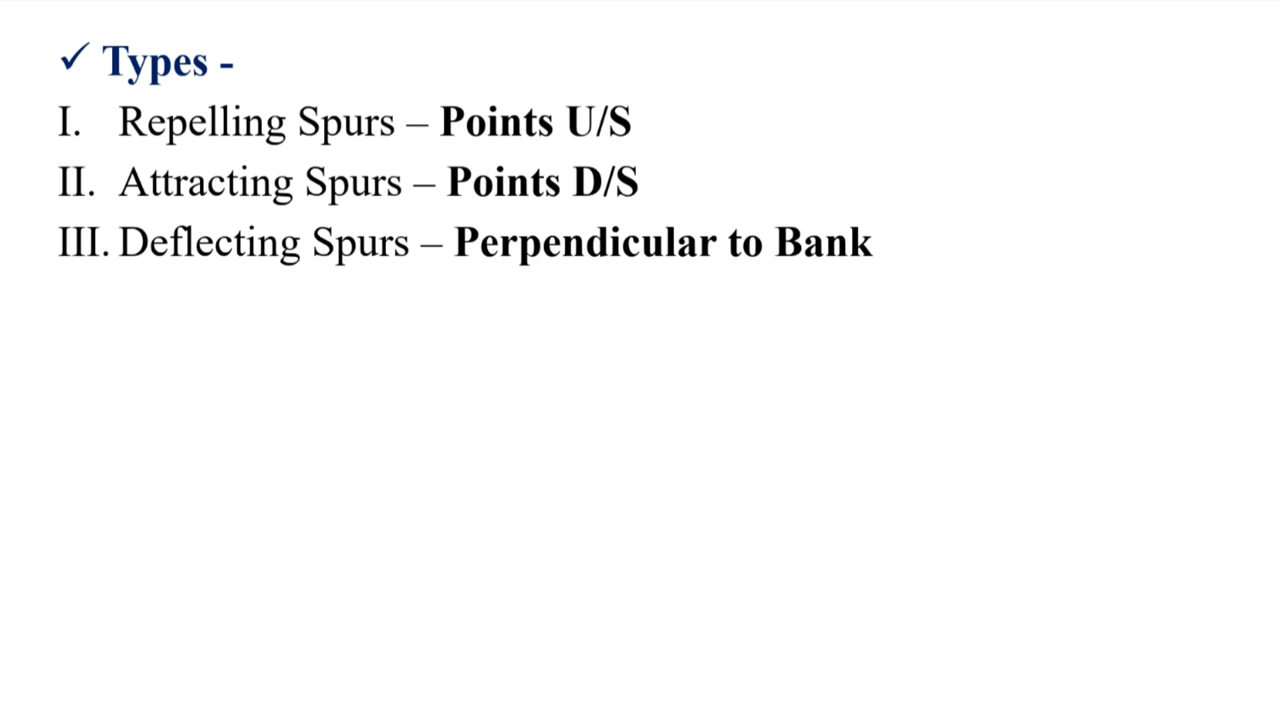 ✓ Types -
I. Repelling Spurs – Points U/S
II. Attracting Spurs – Points D/S
III. Deflecting Spurs – Perpendicular to Bank